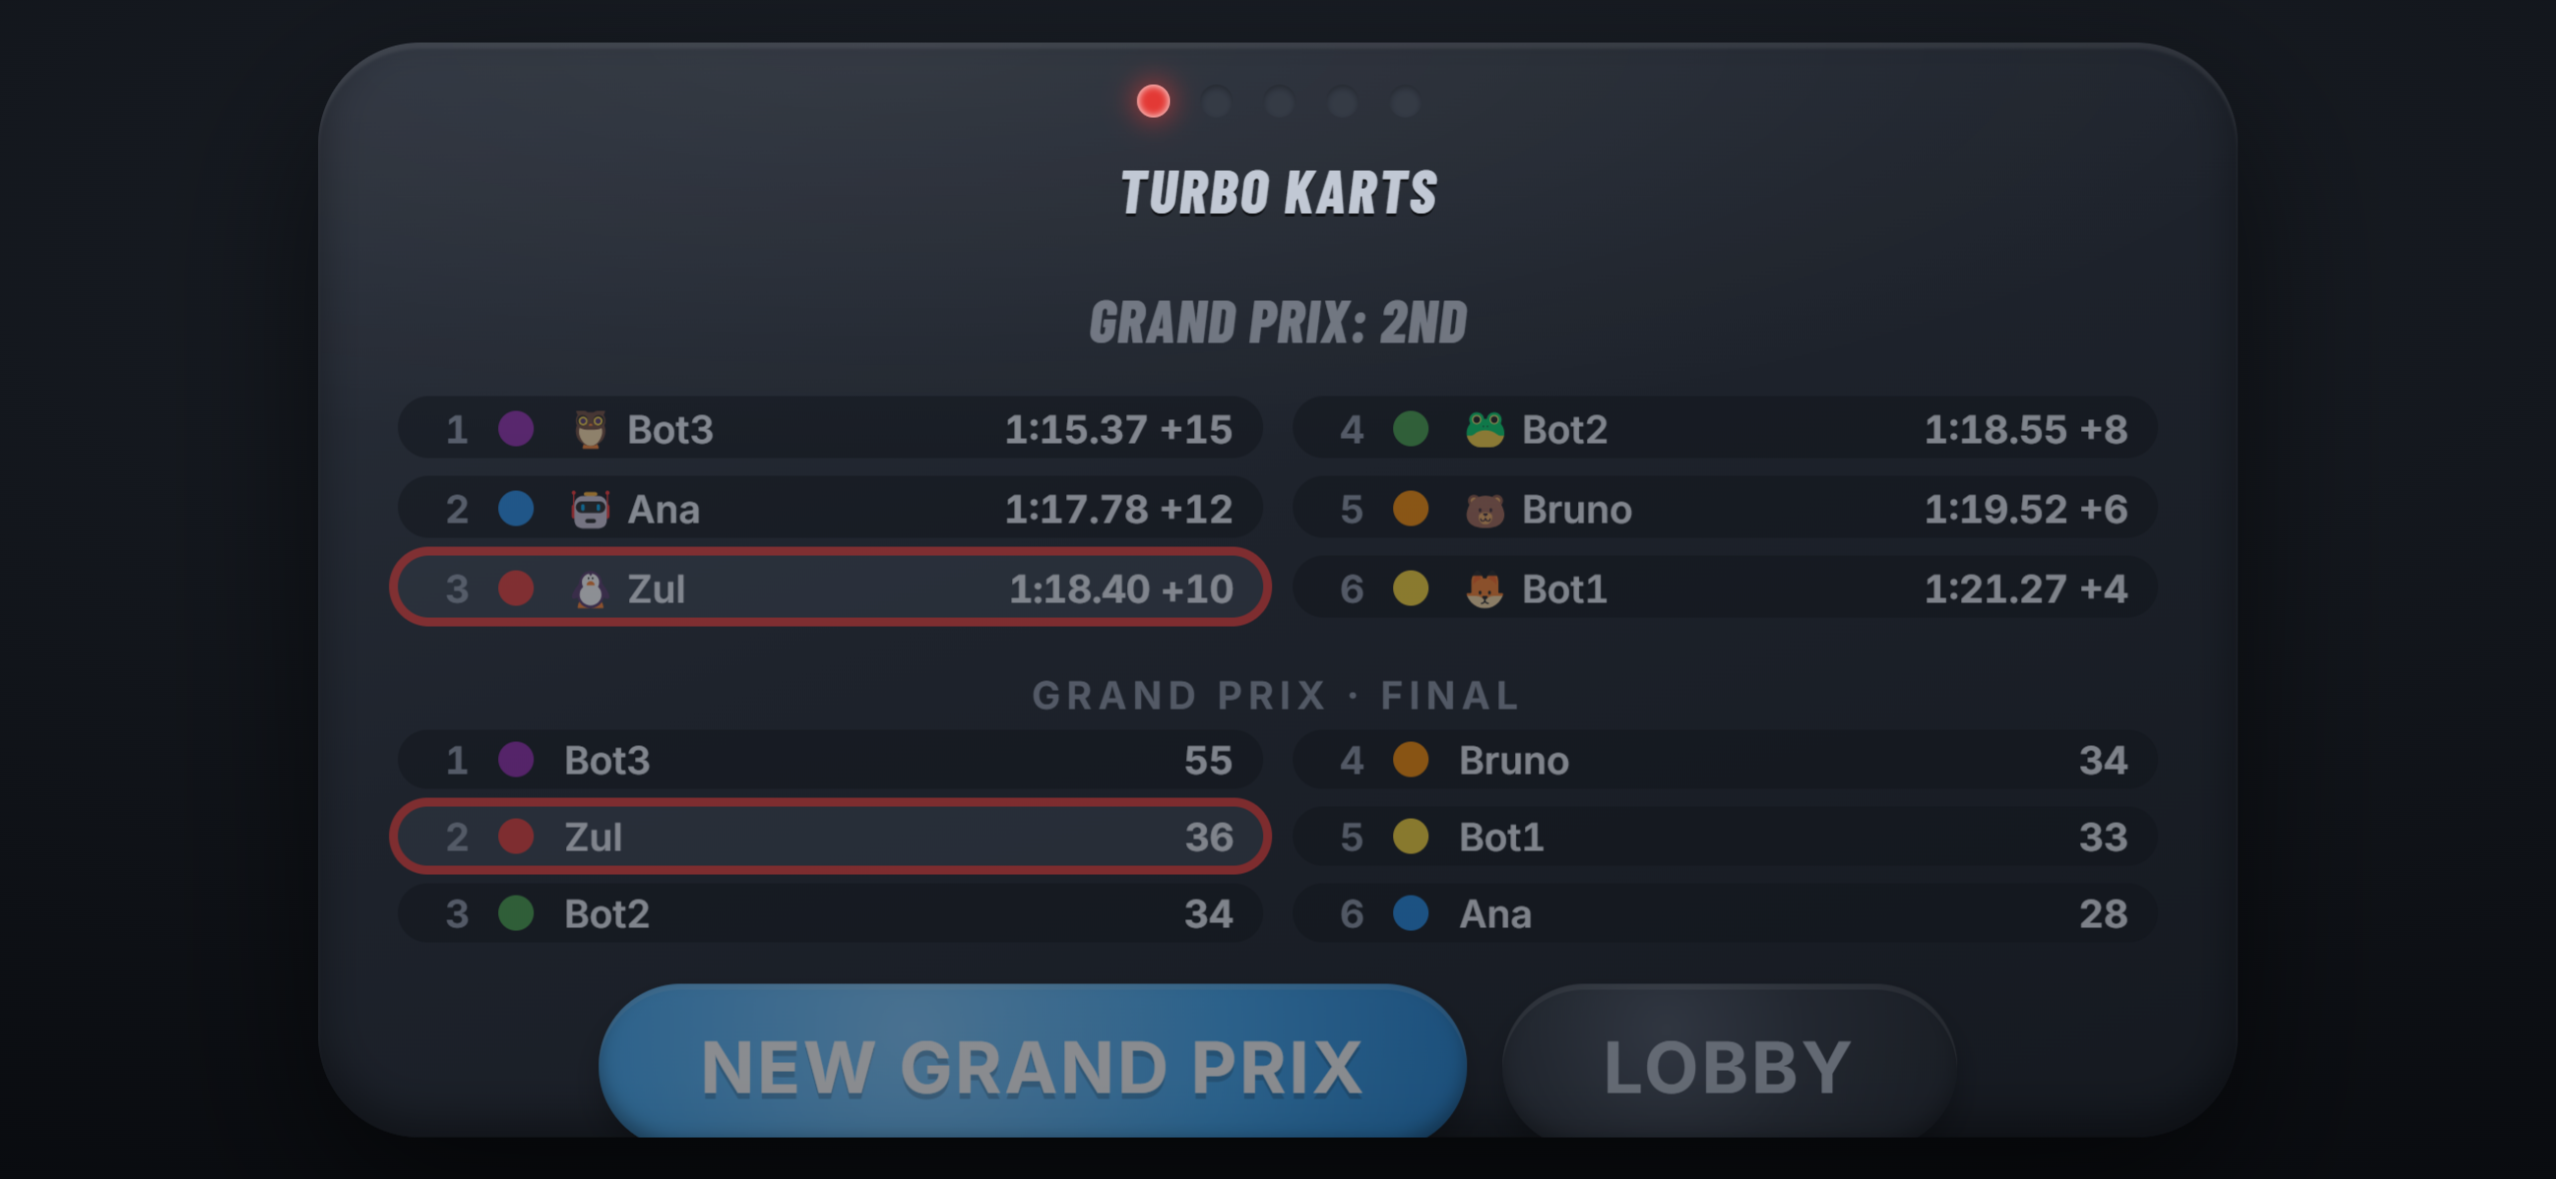 TURBO KARTS
GRAND PRIX: 2ND
1 Bot3 1:15.37 +15
2 Ana 1:17.78 +12
3 Zul 1:18.40 +10
4 Bot2 1:18.55 +8
5 Bruno 1:19.52 +6
6 Bot1 1:21.27 +4
GRAND PRIX · FINAL
1 Bot3 55
2 Zul 36
3 Bot2 34
4 Bruno 34
5 Bot1 33
6 Ana 28
NEW GRAND PRIX
LOBBY